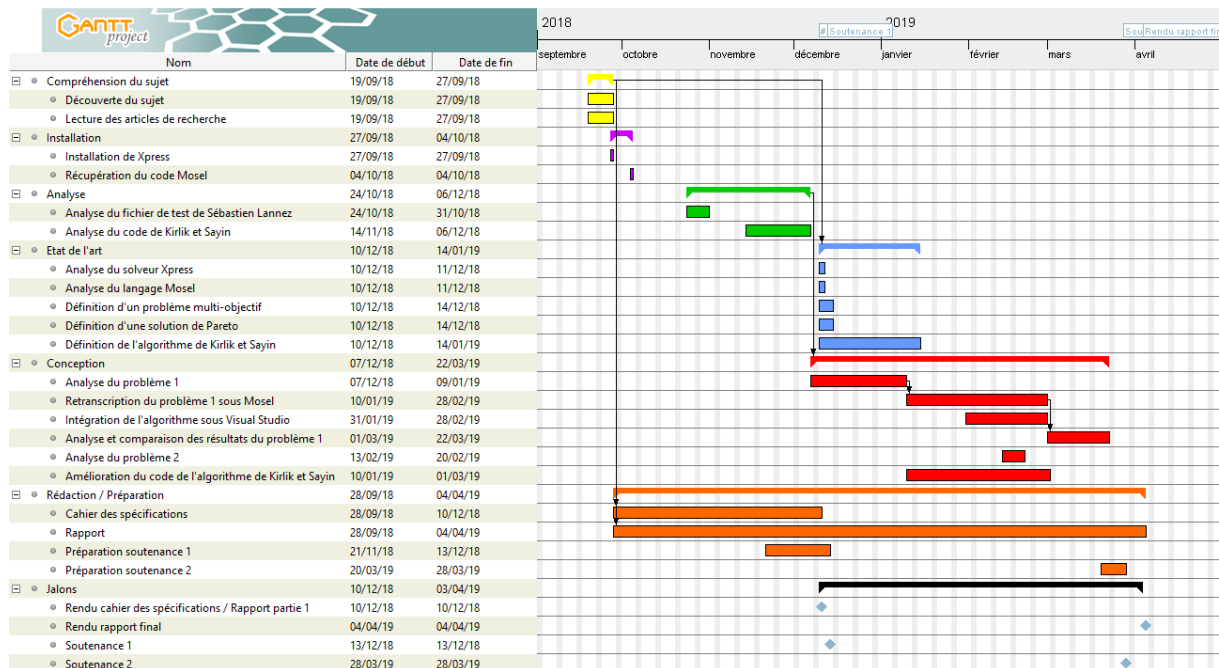 GANTT project
2018 2019
# Soutenance 1 Sou Rendu rapport fin
septembre octobre novembre décembre janvier février mars avril
Nom Date de début Date de fin
Compréhension du sujet 19/09/18 27/09/18
Découverte du sujet 19/09/18 27/09/18
Lecture des articles de recherche 19/09/18 27/09/18
Installation 27/09/18 04/10/18
Installation de Xpress 27/09/18 27/09/18
Récupération du code Mosel 04/10/18 04/10/18
Analyse 24/10/18 06/12/18
Analyse du fichier de test de Sébastien Lannez 24/10/18 31/10/18
Analyse du code de Kirlik et Sayin 14/11/18 06/12/18
Etat de l'art 10/12/18 14/01/19
Analyse du solveur Xpress 10/12/18 11/12/18
Analyse du langage Mosel 10/12/18 11/12/18
Définition d'un problème multi-objectif 10/12/18 14/12/18
Définition d'une solution de Pareto 10/12/18 14/12/18
Définition de l'algorithme de Kirlik et Sayin 10/12/18 14/01/19
Conception 07/12/18 22/03/19
Analyse du problème 1 07/12/18 09/01/19
Retranscription du problème 1 sous Mosel 10/01/19 28/02/19
Intégration de l'algorithme sous Visual Studio 31/01/19 28/02/19
Analyse et comparaison des résultats du problème 1 01/03/19 22/03/19
Analyse du problème 2 13/02/19 20/02/19
Amélioration du code de l'algorithme de Kirlik et Sayin 10/01/19 01/03/19
Rédaction / Préparation 28/09/18 04/04/19
Cahier des spécifications 28/09/18 10/12/18
Rapport 28/09/18 04/04/19
Préparation soutenance 1 21/11/18 13/12/18
Préparation soutenance 2 20/03/19 28/03/19
Jalons 10/12/18 03/04/19
Rendu cahier des spécifications / Rapport partie 1 10/12/18 10/12/18
Rendu rapport final 04/04/19 04/04/19
Soutenance 1 13/12/18 13/12/18
Soutenance 2 28/03/19 28/03/19